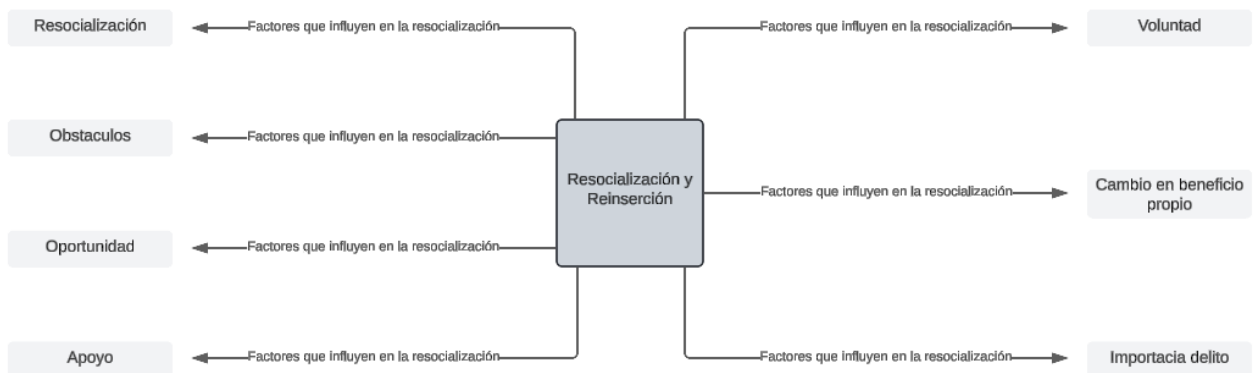 Resocialización
Factores que influyen en la resocialización
Factores que influyen en la resocialización
Voluntad
Obstaculos
Factores que influyen en la resocialización
Resocialización y
Reinserción
Factores que influyen en la resocialización
Cambio en beneficio
propio
Oportunidad
Factores que influyen en la resocialización
Apoyo
Factores que influyen en la resocialización
Factores que influyen en la resocialización
Importacia delito